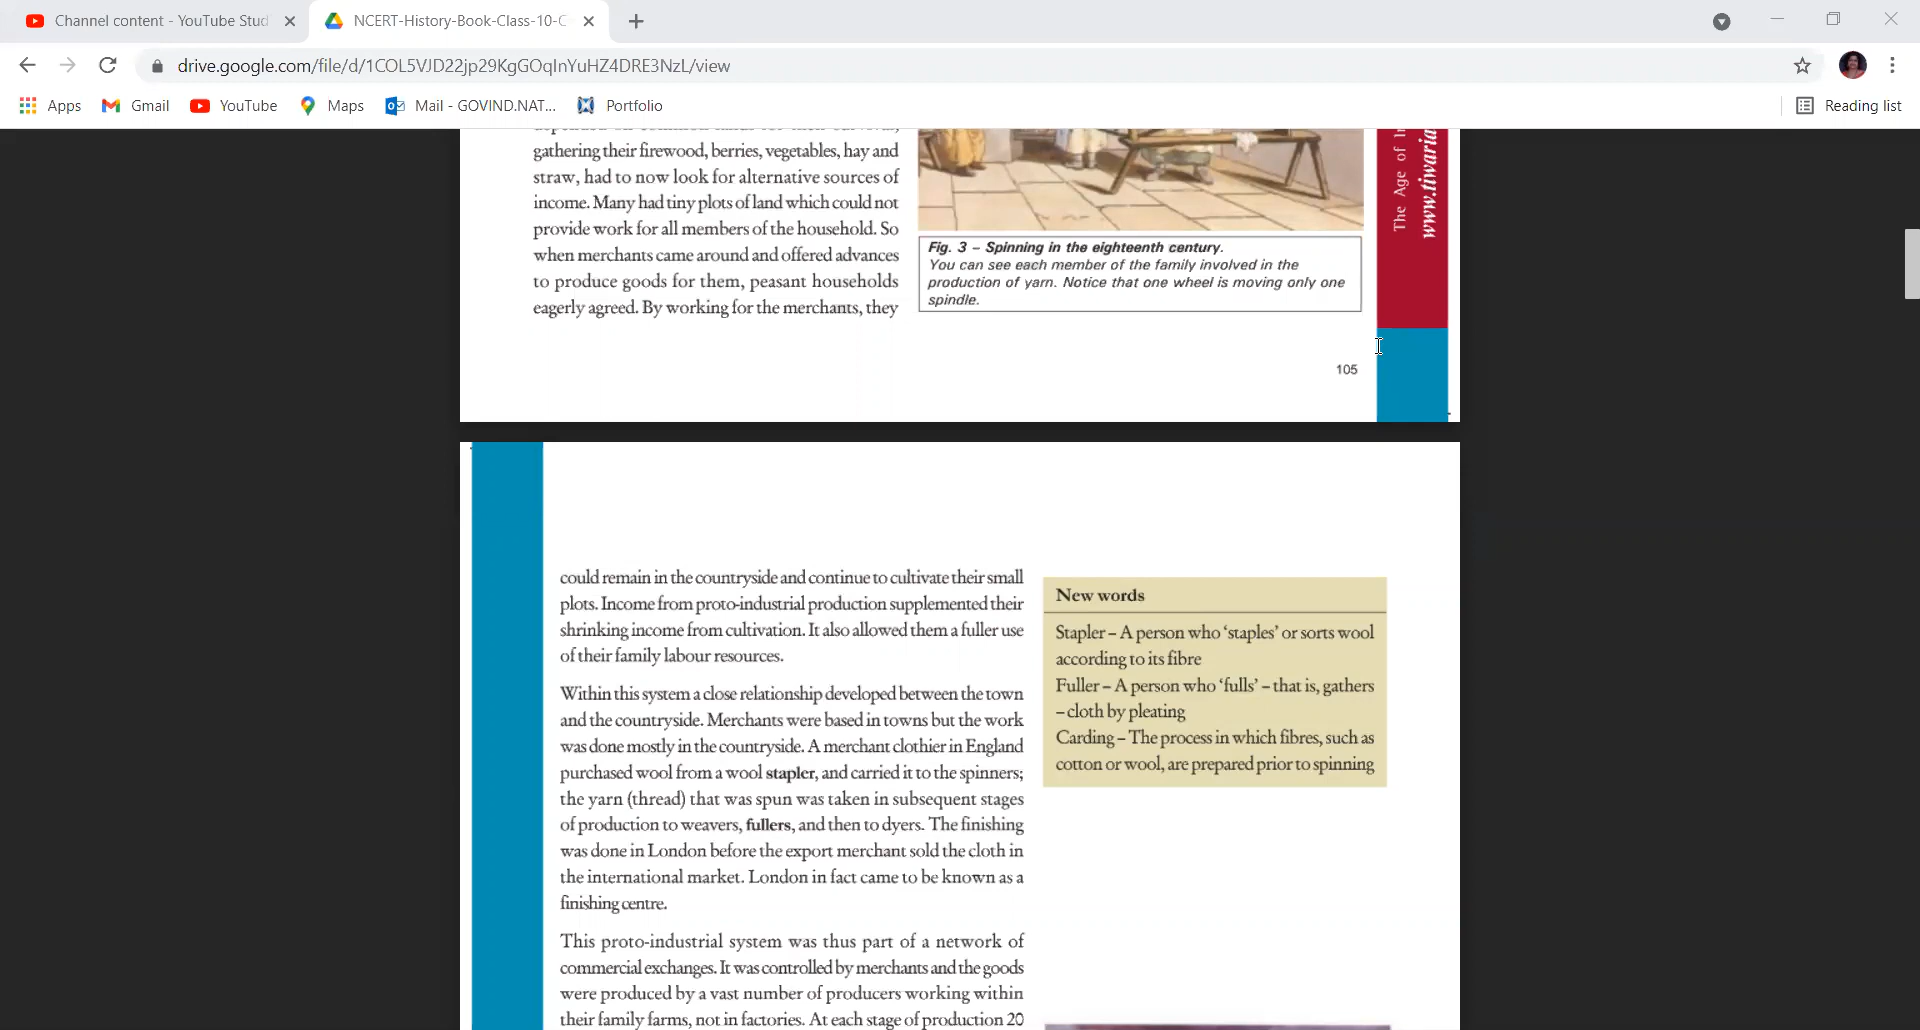 Channel content - YouTube Stud
NCERT-History-Book-Class-10-C
drive.google.com/file/d/1COL5VJD22jp29KgGOqInYuHZ4DRE3NzL/view
Apps
Gmail
YouTube
Maps
Mail - GOVIND.NAT...
Portfolio
Reading list
gathering their firewood, berries, vegetables, hay and
straw, had to now look for alternative sources of
income. Many had tiny plots of land which could not
provide work for all members of the household. So
when merchants came around and offered advances
to produce goods for them, peasant households
eagerly agreed. By working for the merchants, they
Fig. 3 – Spinning in the eighteenth century.
You can see each member of the family involved in the
production of yarn. Notice that one wheel is moving only one
spindle.
The Age of In
www.tiwaria
105
could remain in the countryside and continue to cultivate their small
plots. Income from proto-industrial production supplemented their
shrinking income from cultivation. It also allowed them a fuller use
of their family labour resources.
Within this system a close relationship developed between the town
and the countryside. Merchants were based in towns but the work
was done mostly in the countryside. A merchant clothier in England
purchased wool from a wool stapler, and carried it to the spinners;
the yarn (thread) that was spun was taken in subsequent stages
of production to weavers, fullers, and then to dyers. The finishing
was done in London before the export merchant sold the cloth in
the international market. London in fact came to be known as a
finishing centre.
This proto-industrial system was thus part of a network of
commercial exchanges. It was controlled by merchants and the goods
were produced by a vast number of producers working within
their family farms, not in factories. At each stage of production 20
New words
Stapler – A person who ‘staples’ or sorts wool
according to its fibre
Fuller – A person who ‘fulls’ – that is, gathers
– cloth by pleating
Carding – The process in which fibres, such as
cotton or wool, are prepared prior to spinning